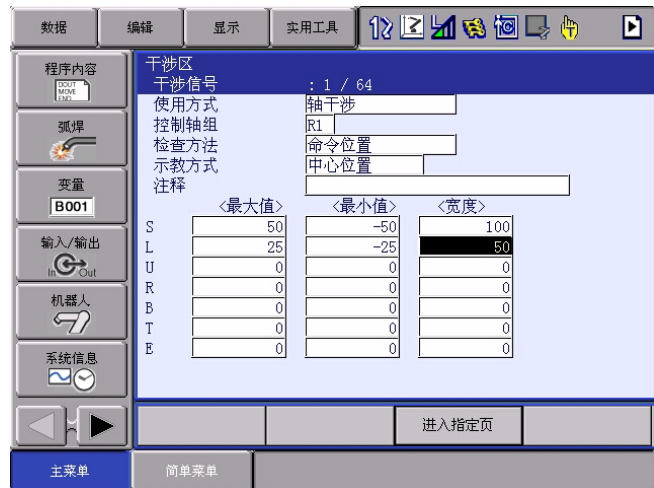 数据 编辑 显示 实用工具
程序内容
DOUT
MOVE
END
弧焊
变量
B001
输入/输出
In Out
机器人
系统信息
干涉区
干涉信号 : 1 / 64
使用方式 轴干涉
控制轴组 R1
检查方法 命令位置
示教方式 中心位置
注释
<最大值> <最小值> <宽度>
S 50 -50 100
L 25 -25 50
U 0 0 0
R 0 0 0
B 0 0 0
T 0 0 0
E 0 0 0
进入指定页
主菜单 简单菜单